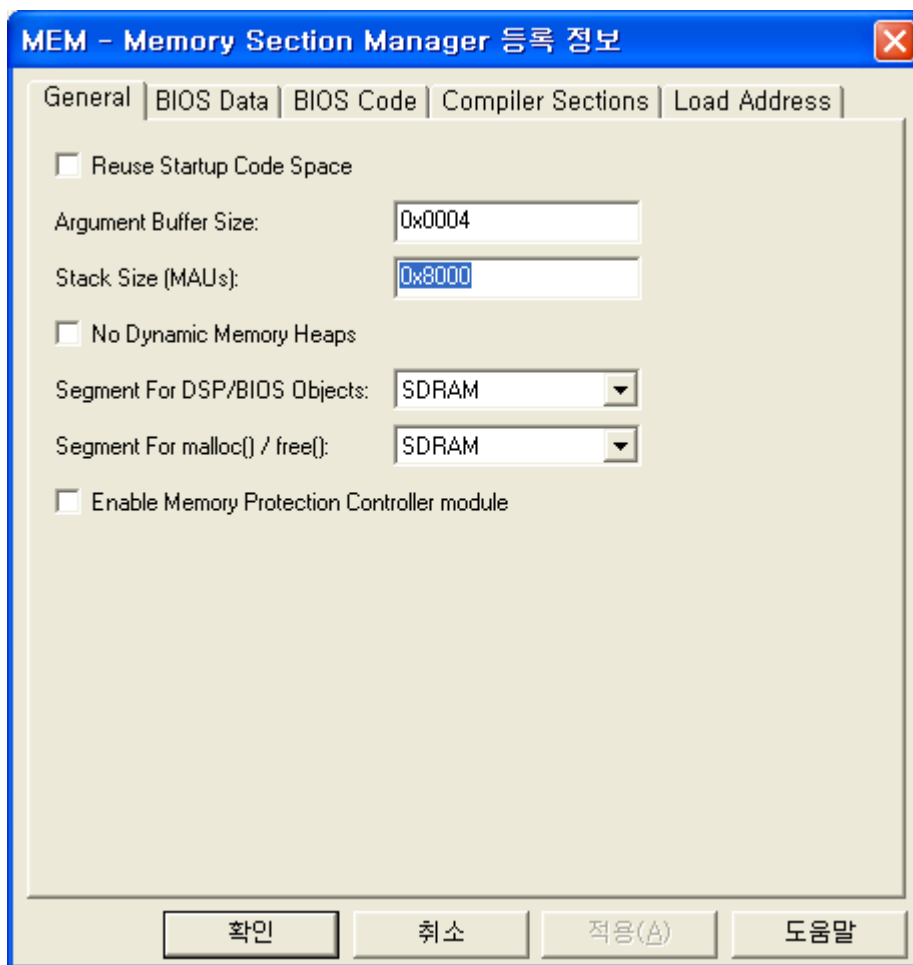 MEM - Memory Section Manager 등록 정보
General BIOS Data BIOS Code Compiler Sections Load Address
Reuse Startup Code Space
Argument Buffer Size: 0x0004
Stack Size (MAUs): 0x8000
No Dynamic Memory Heaps
Segment For DSP/BIOS Objects: SDRAM
Segment For malloc() / free(): SDRAM
Enable Memory Protection Controller module
확인 취소 적용(A) 도움말